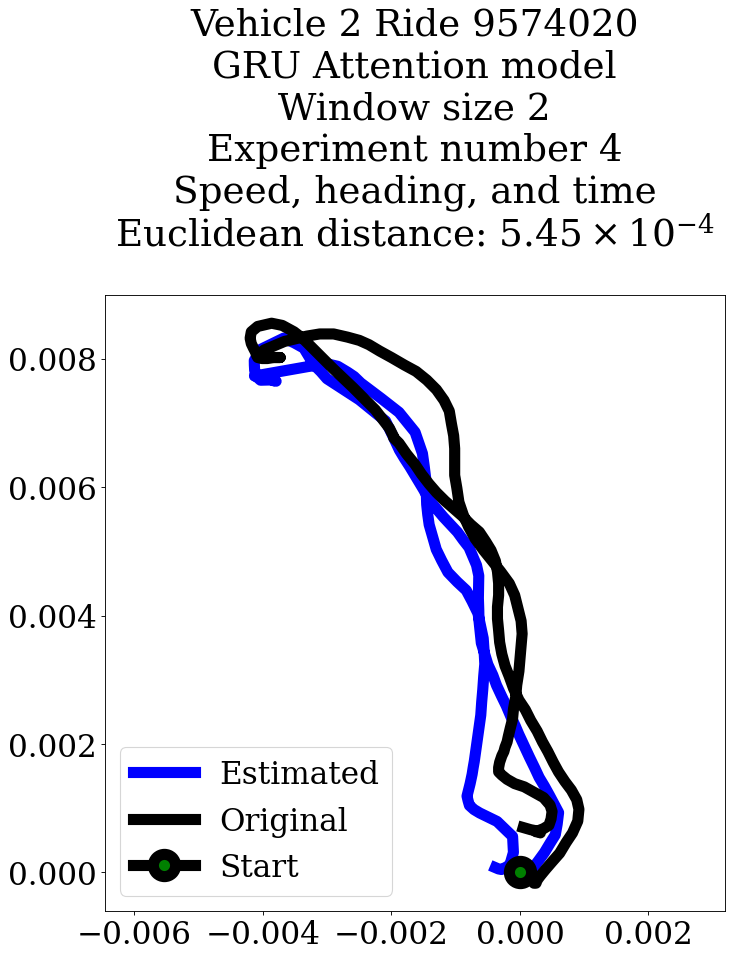 Vehicle 2 Ride 9574020
GRU Attention model
Window size 2
Experiment number 4
Speed, heading, and time
Euclidean distance: 5.45 × 10⁻⁴
0.008
0.006
0.004
0.002
0.000
Estimated
Original
Start
−0.006 −0.004 −0.002 0.000 0.002